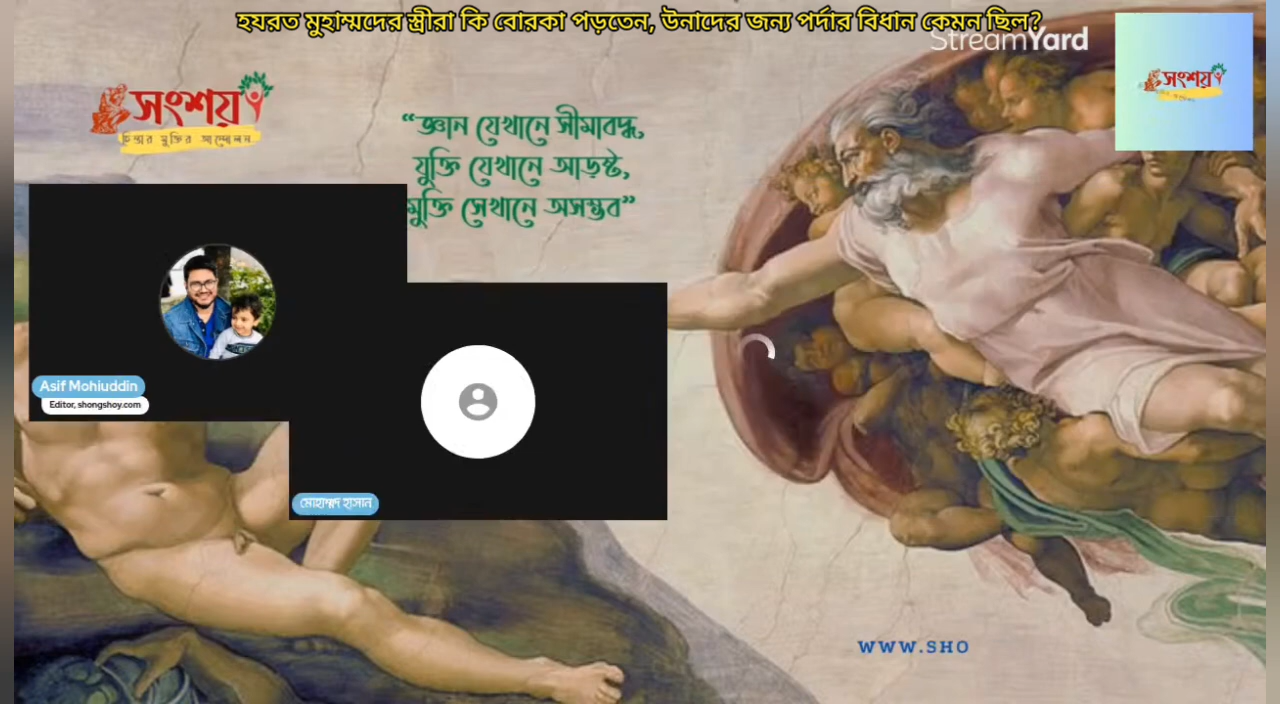 হযরত মুহাম্মদের স্ত্রীরা কি বোরকা পড়তেন, উনাদের জন্য পর্দার বিধান কেমন ছিল?
StreamYard
সংশয়
চিন্তার মুক্তির আন্দোলন
সংশয়
“জ্ঞান যেখানে সীমাবদ্ধ,
যুক্তি যেখানে আড়ষ্ট,
মুক্তি সেখানে অসম্ভব”
Asif Mohiuddin
Editor, shongshoy.com
মোহাম্মদ হাসান
WWW.SHO